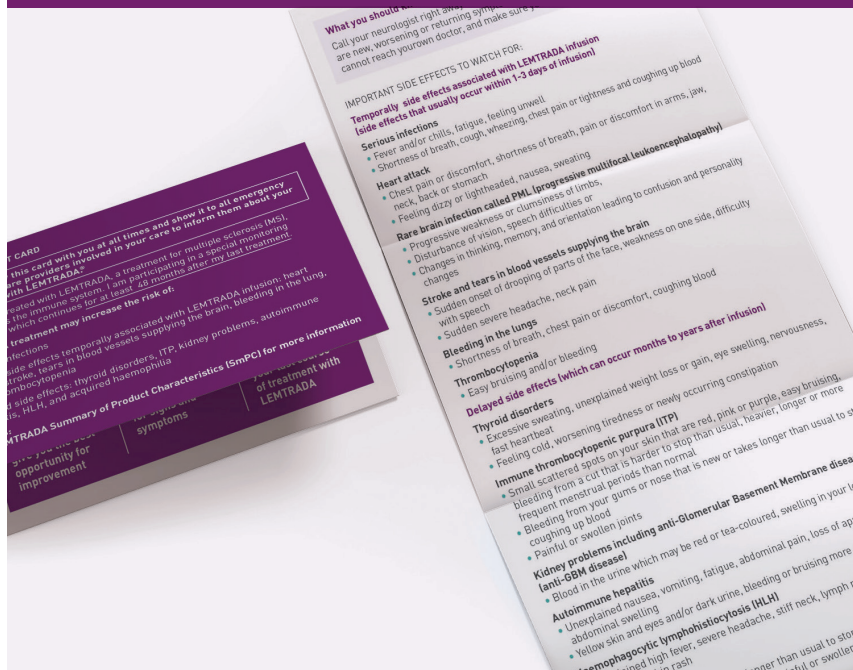 What you should
Call your neurologist right away
are new, worsening or returning symp
cannot reach yourown doctor, and make sure y
IMPORTANT SIDE EFFECTS TO WATCH FOR:
Temporally side effects associated with LEMTRADA infusion
(side effects that usually occur within 1-3 days of infusion)
Serious infections
• Fever and/or chills, fatigue, feeling unwell
• Shortness of breath, cough, wheezing, chest pain or tightness and coughing up blood
Heart attack
• Chest pain or discomfort, shortness of breath, pain or discomfort in arms, jaw,
neck, back or stomach
• Feeling dizzy or lightheaded, nausea, sweating
Rare brain infection called PML (progressive multifocal leukoencephalopathy)
• Progressive weakness or clumsiness of limbs,
• Disturbance of vision, speech difficulties or
• Changes in thinking, memory, and orientation leading to confusion and personality
changes
Stroke and tears in blood vessels supplying the brain
• Sudden onset of drooping of parts of the face, weakness on one side, difficulty
with speech
• Sudden severe headache, neck pain
Bleeding in the lungs
• Shortness of breath, chest pain or discomfort, coughing blood
Thrombocytopenia
• Easy bruising and/or bleeding
Delayed side effects (which can occur months to years after infusion)
Thyroid disorders
• Excessive sweating, unexplained weight loss or gain, eye swelling, nervousness,
fast heartbeat
• Feeling cold, worsening tiredness or newly occurring constipation
Immune thrombocytopenic purpura (ITP)
• Small scattered spots on your skin that are red, pink or purple, easy bruising,
bleeding from a cut that is harder to stop than usual, heavier, longer or more
frequent menstrual periods than normal
• Bleeding from your gums or nose that is new or takes longer than usual to st
coughing up blood
• Painful or swollen joints
Kidney problems including anti-Glomerular Basement Membrane disea
(anti-GBM disease)
• Blood in the urine which may be red or tea-coloured, swelling in your le
Autoimmune hepatitis
• Unexplained nausea, vomiting, fatigue, abdominal pain, loss of app
abdominal swelling
• Yellow skin and eyes and/or dark urine, bleeding or bruising more
emophagocytic lymphohistiocytosis (HLH)
ained high fever, severe headache, stiff neck, lymph n
skin rash
onger than usual to stop
ful or swollen
T CARD
this card with you at all times and show it to all emergency
are providers involved in your care to inform them about your
with LEMTRADA®
reated with LEMTRADA, a treatment for multiple sclerosis (MS),
s the immune system. I am participating in a special monitoring
which continues for at least 48 months after my last treatment.
treatment may increase the risk of:
infections
side effects temporally associated with LEMTRADA infusion: heart
stroke, tears in blood vessels supplying the brain, bleeding in the lung,
ombocytopenia
d side effects: thyroid disorders, ITP, kidney problems, autoimmune
is, HLH, and acquired haemophilia
EMTRADA Summary of Product Characteristics (SmPC) for more information
give you the best
opportunity for
improvement
for signs and
symptoms
your last course
of treatment with
LEMTRADA